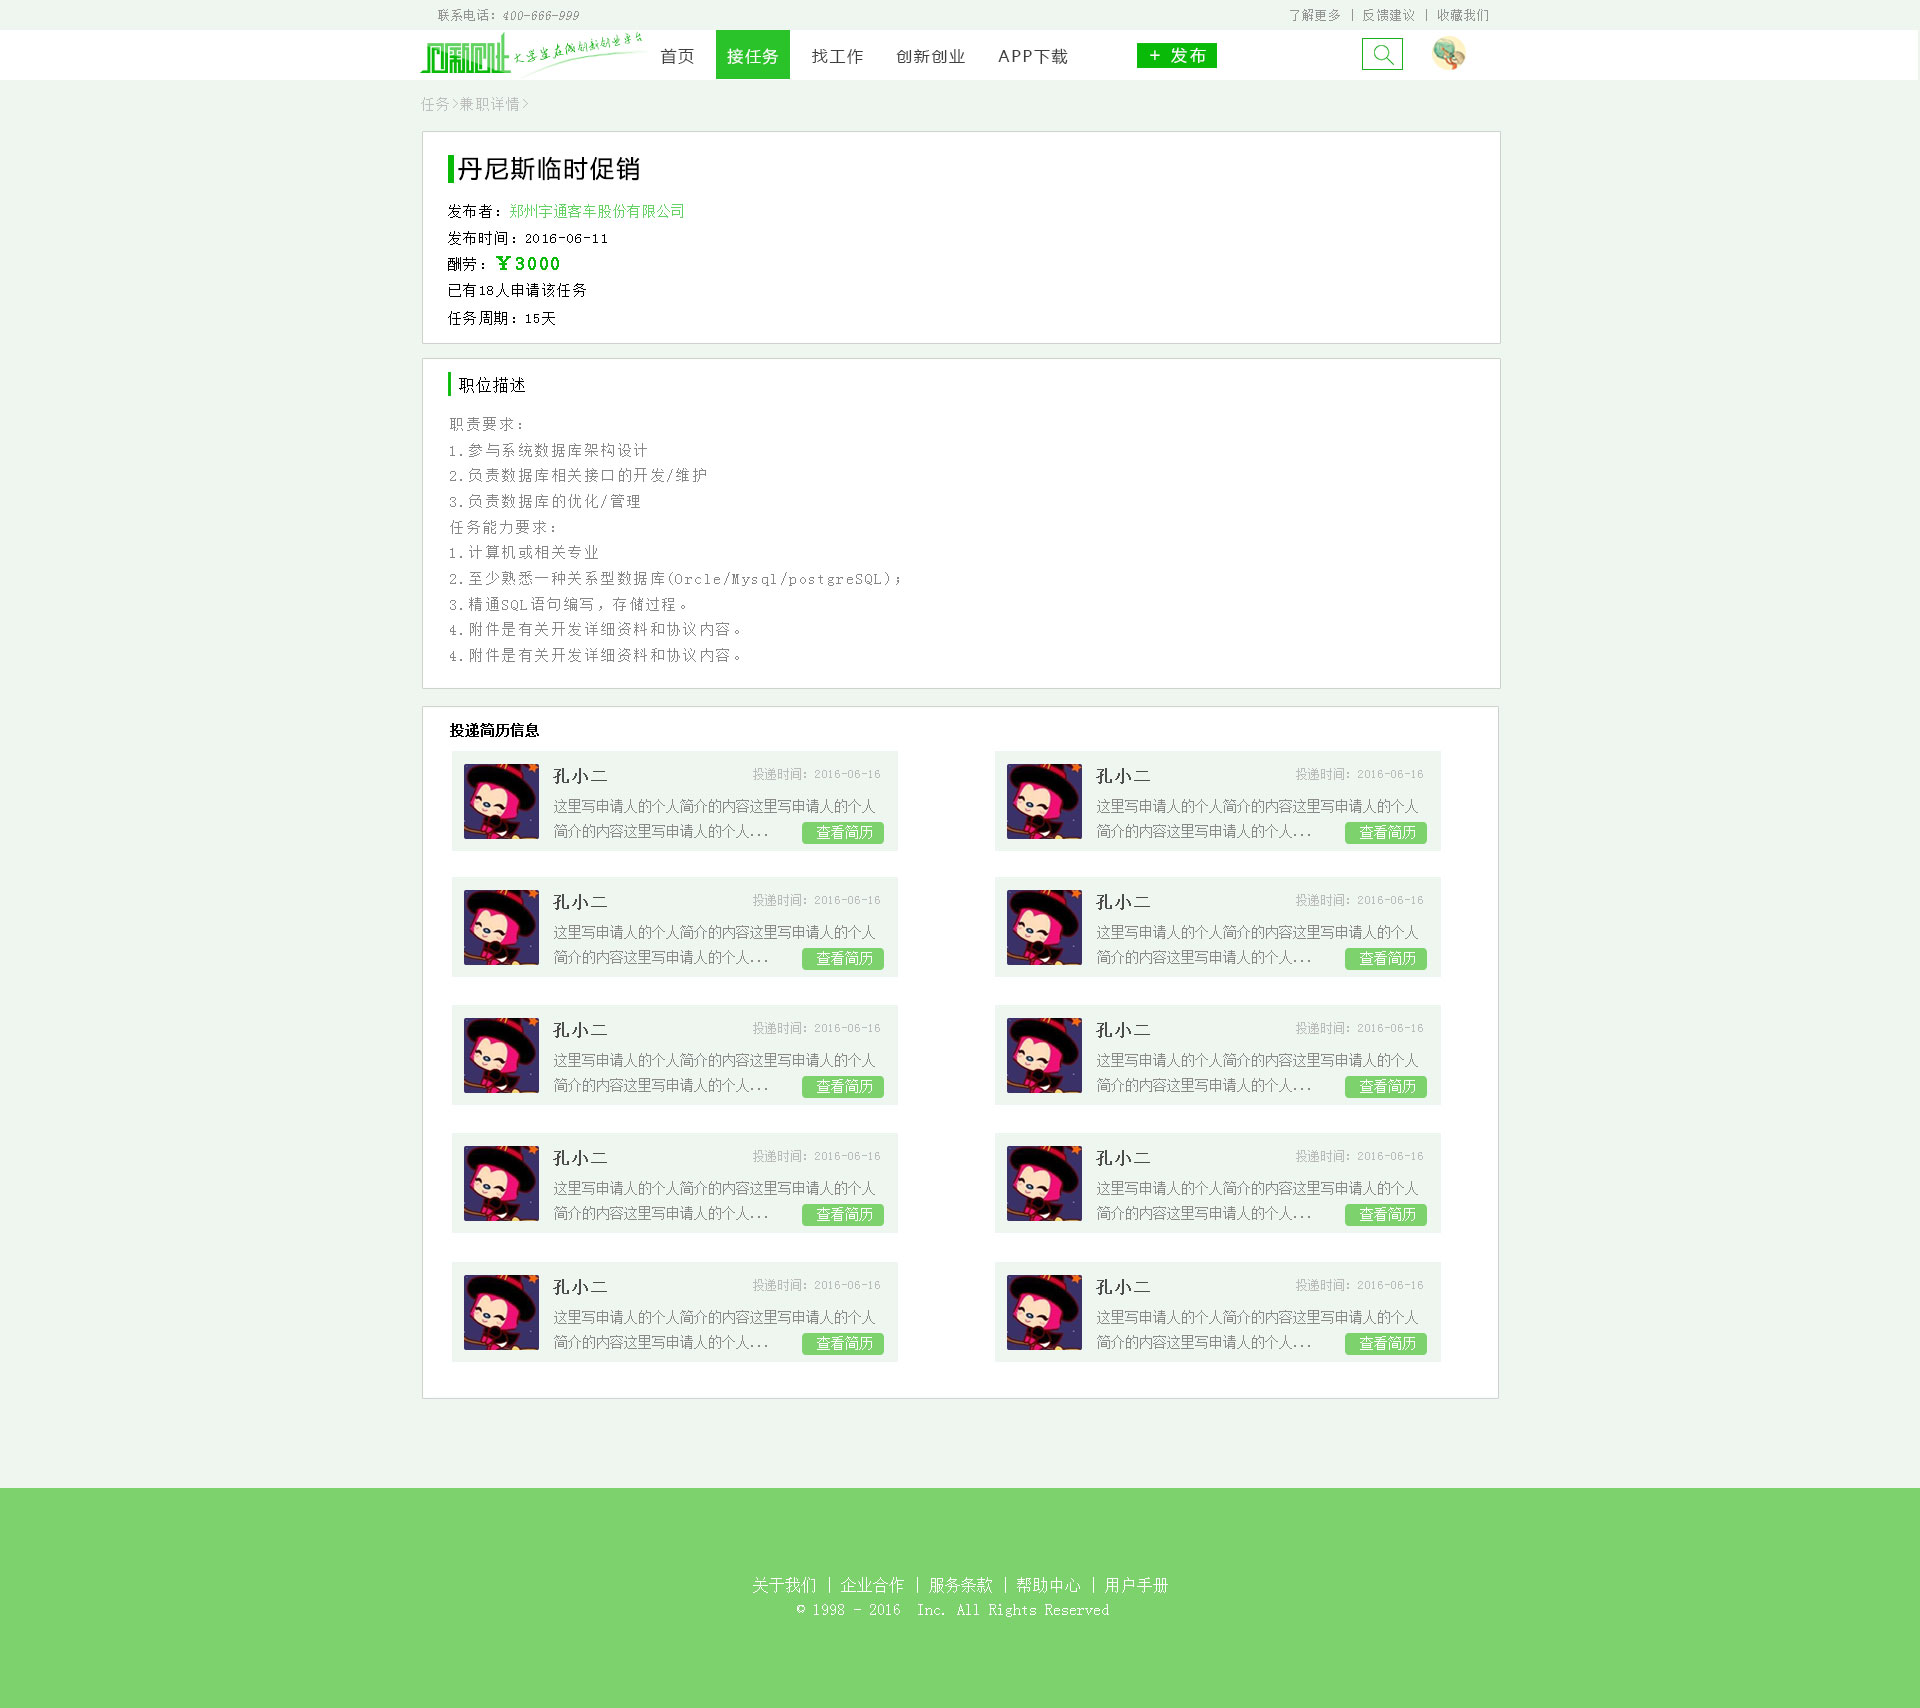 联系电话: 400-666-999
了解更多 | 反馈建议 | 收藏我们
大学生在做创新创业平台
首页 接任务 找工作 创新创业 APP下载 + 发布
任务>兼职详情>
丹尼斯临时促销
发布者：郑州宇通客车股份有限公司
发布时间：2016-06-11
酬劳：￥3000
已有18人申请该任务
任务周期：15天
职位描述
职责要求：
1.参与系统数据库架构设计
2.负责数据库相关接口的开发/维护
3.负责数据库的优化/管理
任务能力要求：
1.计算机或相关专业
2.至少熟悉一种关系型数据库(Orcle/Mysql/postgreSQL)；
3.精通SQL语句编写，存储过程。
4.附件是有关开发详细资料和协议内容。
4.附件是有关开发详细资料和协议内容。
投递简历信息
孔小二 投递时间: 2016-06-16
这里写申请人的个人简介的内容这里写申请人的个人
简介的内容这里写申请人的个人... 查看简历
孔小二 投递时间: 2016-06-16
这里写申请人的个人简介的内容这里写申请人的个人
简介的内容这里写申请人的个人... 查看简历
孔小二 投递时间: 2016-06-16
这里写申请人的个人简介的内容这里写申请人的个人
简介的内容这里写申请人的个人... 查看简历
孔小二 投递时间: 2016-06-16
这里写申请人的个人简介的内容这里写申请人的个人
简介的内容这里写申请人的个人... 查看简历
孔小二 投递时间: 2016-06-16
这里写申请人的个人简介的内容这里写申请人的个人
简介的内容这里写申请人的个人... 查看简历
孔小二 投递时间: 2016-06-16
这里写申请人的个人简介的内容这里写申请人的个人
简介的内容这里写申请人的个人... 查看简历
孔小二 投递时间: 2016-06-16
这里写申请人的个人简介的内容这里写申请人的个人
简介的内容这里写申请人的个人... 查看简历
孔小二 投递时间: 2016-06-16
这里写申请人的个人简介的内容这里写申请人的个人
简介的内容这里写申请人的个人... 查看简历
孔小二 投递时间: 2016-06-16
这里写申请人的个人简介的内容这里写申请人的个人
简介的内容这里写申请人的个人... 查看简历
孔小二 投递时间: 2016-06-16
这里写申请人的个人简介的内容这里写申请人的个人
简介的内容这里写申请人的个人... 查看简历
关于我们 | 企业合作 | 服务条款 | 帮助中心 | 用户手册
© 1998 - 2016 Inc. All Rights Reserved